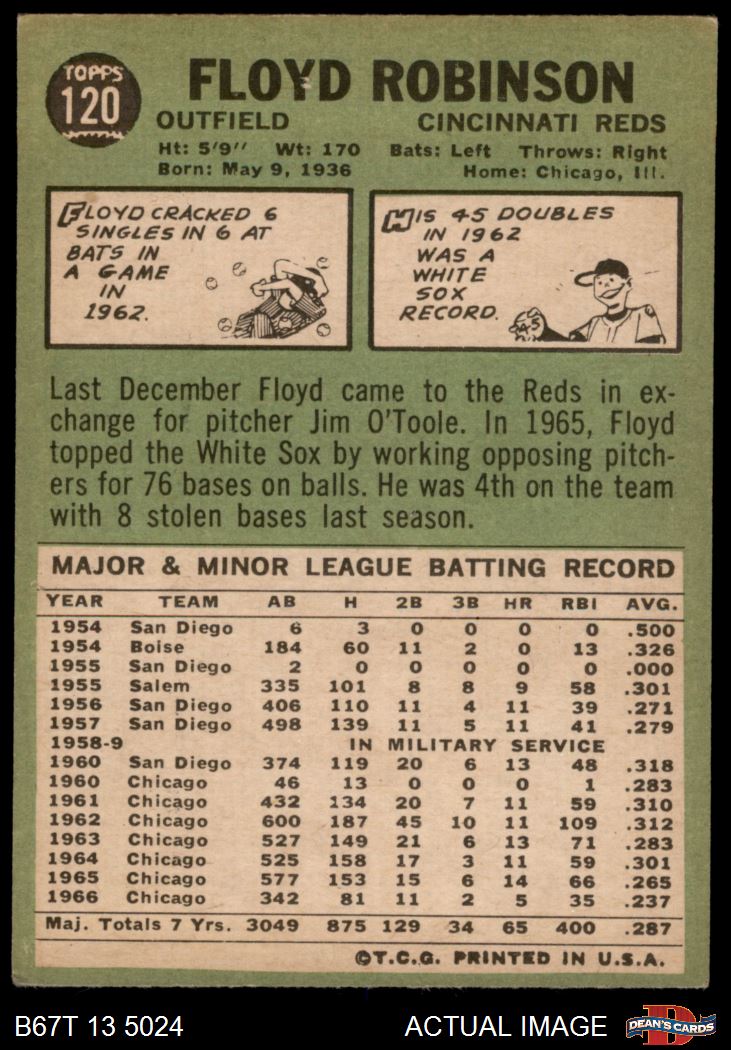 TOPPS
120
FLOYD ROBINSON
OUTFIELD CINCINNATI REDS
Ht: 5'9" Wt: 170 Bats: Left Throws: Right
Born: May 9, 1936 Home: Chicago, Ill.
FLOYD CRACKED 6
SINGLES IN 6 AT
BATS IN
A GAME
IN
1962.
HIS 45 DOUBLES
IN 1962
WAS A
WHITE
SOX
RECORD.
45
Last December Floyd came to the Reds in ex-
change for pitcher Jim O'Toole. In 1965, Floyd
topped the White Sox by working opposing pitch-
ers for 76 bases on balls. He was 4th on the team
with 8 stolen bases last season.
MAJOR & MINOR LEAGUE BATTING RECORD
YEAR TEAM AB H 2B 3B HR RBI AVG.
1954 San Diego 6 3 0 0 0 0 .500
1954 Boise 184 60 11 2 0 13 .326
1955 San Diego 2 0 0 0 0 0 .000
1955 Salem 335 101 8 8 9 58 .301
1956 San Diego 406 110 11 4 11 39 .271
1957 San Diego 498 139 11 5 11 41 .279
1958-9 IN MILITARY SERVICE
1960 San Diego 374 119 20 6 13 48 .318
1960 Chicago 46 13 0 0 0 1 .283
1961 Chicago 432 134 20 7 11 59 .310
1962 Chicago 600 187 45 10 11 109 .312
1963 Chicago 527 149 21 6 13 71 .283
1964 Chicago 525 158 17 3 11 59 .301
1965 Chicago 577 153 15 6 14 66 .265
1966 Chicago 342 81 11 2 5 35 .237
Maj. Totals 7 Yrs. 3049 875 129 34 65 400 .287
©T.C.G. PRINTED IN U.S.A.
B67T 13 5024 ACTUAL IMAGE
D
DEAN'S CARDS